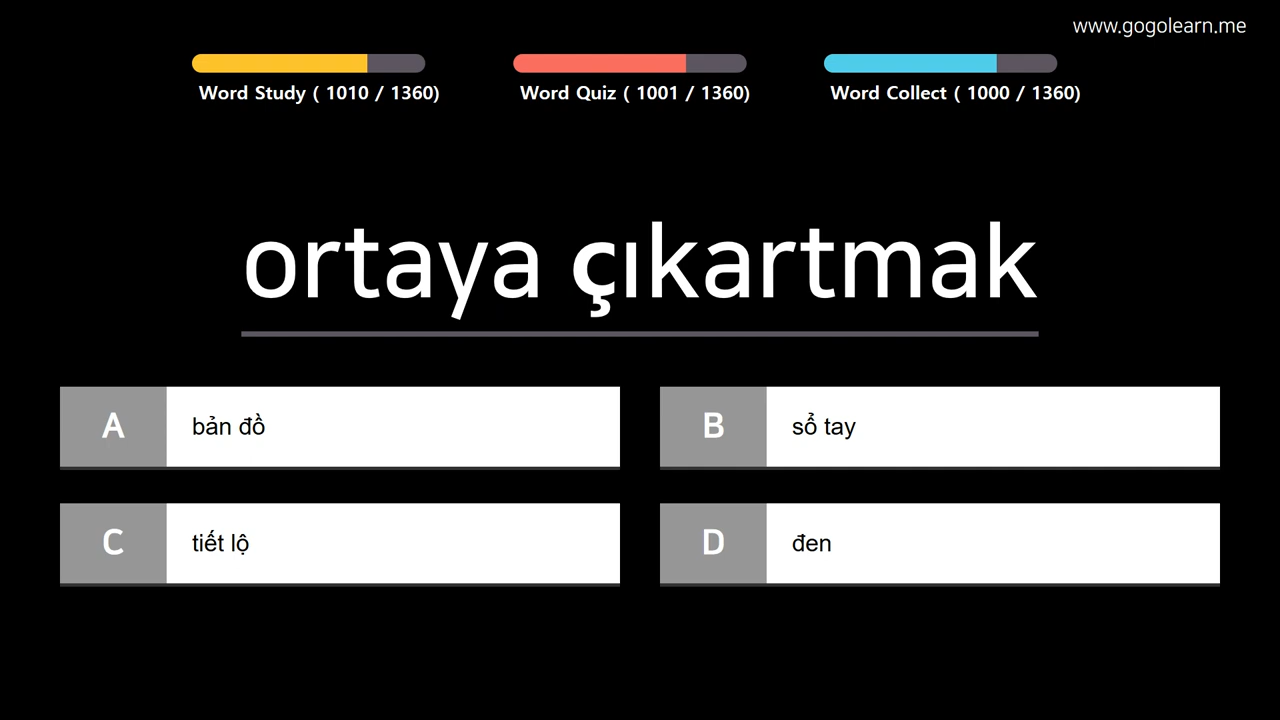 www.gogolearn.me
Word Study ( 1010 / 1360)
Word Quiz ( 1001 / 1360)
Word Collect ( 1000 / 1360)
ortaya çıkartmak
A bản đồ
B sổ tay
C tiết lộ
D đen